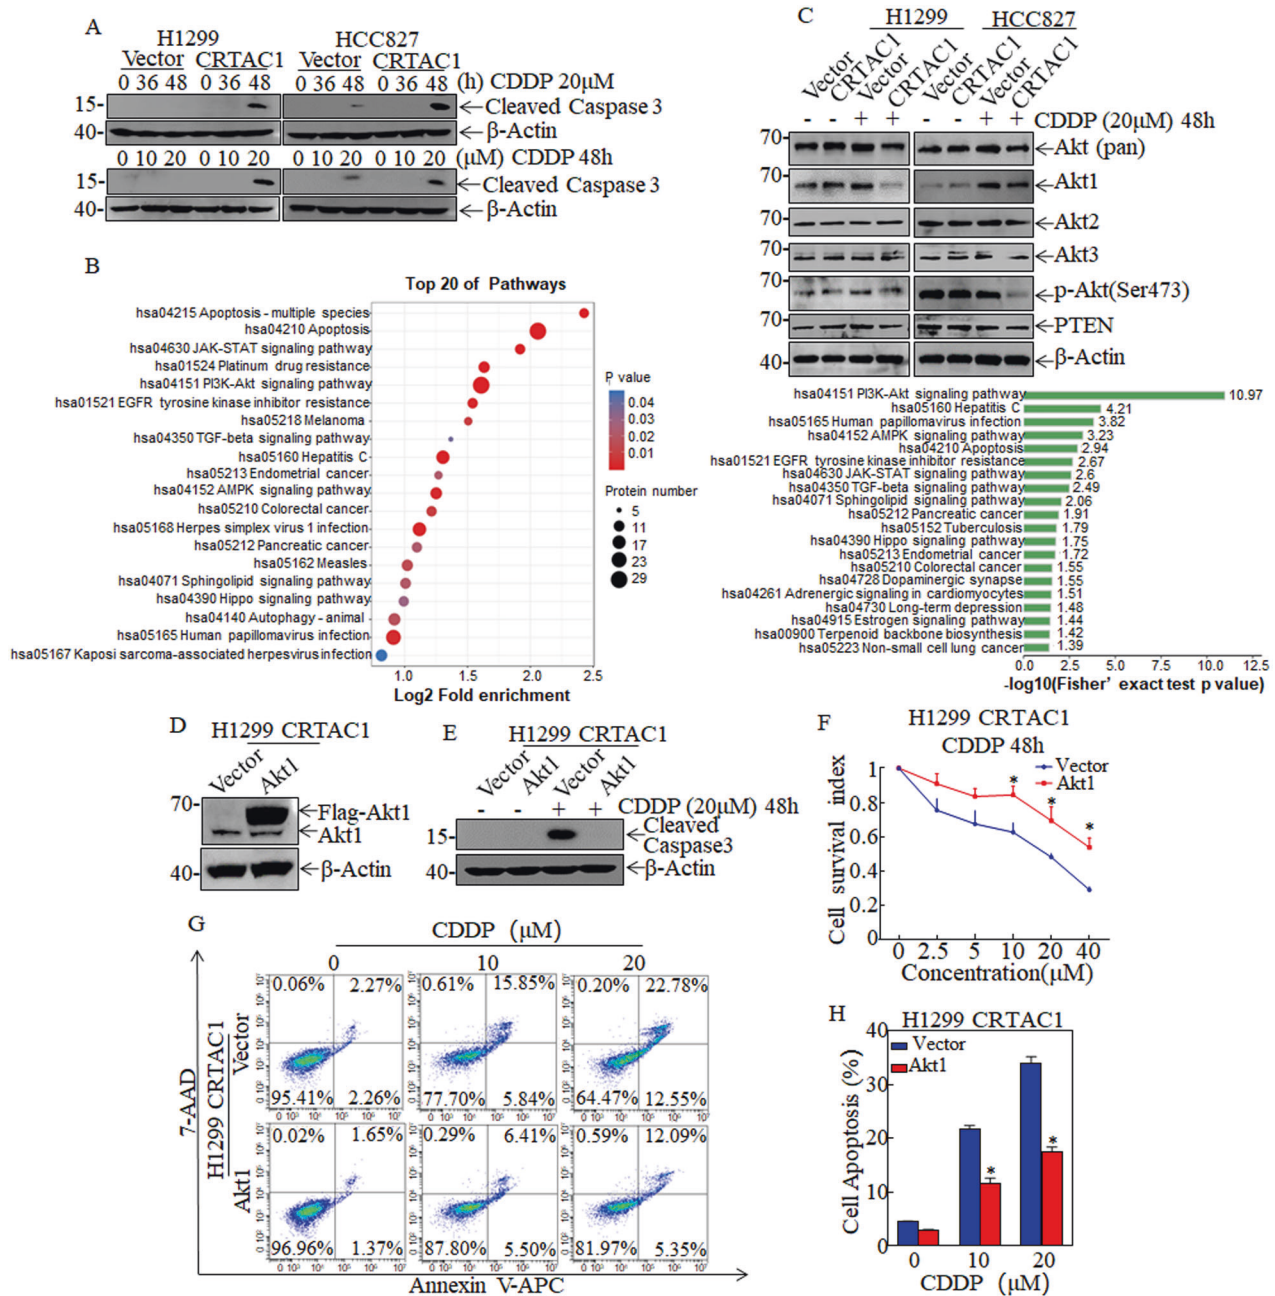 A
H1299 HCC827
Vector CRTAC1 Vector CRTAC1
0 36 48 0 36 48 0 36 48 0 36 48 (h) CDDP 20μM
15- ←Cleaved Caspase 3
40- ←β-Actin
0 10 20 0 10 20 0 10 20 0 10 20 (μM) CDDP 48h
15- ←Cleaved Caspase 3
40- ←β-Actin
B
Top 20 of Pathways
hsa04215 Apoptosis - multiple species
hsa04210 Apoptosis
hsa04630 JAK-STAT signaling pathway
hsa01524 Platinum drug resistance
hsa04151 PI3K-Akt signaling pathway
hsa01521 EGFR tyrosine kinase inhibitor resistance
hsa05218 Melanoma
hsa04350 TGF-beta signaling pathway
hsa05160 Hepatitis C
hsa05213 Endometrial cancer
hsa04152 AMPK signaling pathway
hsa05210 Colorectal cancer
hsa05168 Herpes simplex virus 1 infection
hsa05212 Pancreatic cancer
hsa05162 Measles
hsa04071 Sphingolipid signaling pathway
hsa04390 Hippo signaling pathway
hsa04140 Autophagy - animal
hsa05165 Human papillomavirus infection
hsa05167 Kaposi sarcoma-associated herpesvirus infection
1.0 1.5 2.0 2.5
Log2 Fold enrichment
P value
0.04
0.03
0.02
0.01
Protein number
5
11
17
23
29
C
H1299 HCC827
Vector CRTAC1 Vector CRTAC1 Vector CRTAC1 Vector CRTAC1
- - + + - - + + CDDP (20μM) 48h
70- ←Akt (pan)
70- ←Akt1
70- ←Akt2
70- ←Akt3
70- ←p-Akt(Ser473)
70- ←PTEN
40- ←β-Actin
hsa04151 PI3K-Akt signaling pathway 10.97
hsa05160 Hepatitis C 4.21
hsa05165 Human papillomavirus infection 3.82
hsa04152 AMPK signaling pathway 3.23
hsa04210 Apoptosis 2.94
hsa01521 EGFR tyrosine kinase inhibitor resistance 2.67
hsa04630 JAK-STAT signaling pathway 2.6
hsa04350 TGF-beta signaling pathway 2.49
hsa04071 Sphingolipid signaling pathway 2.06
hsa05212 Pancreatic cancer 1.91
hsa05152 Tuberculosis 1.79
hsa04390 Hippo signaling pathway 1.75
hsa05213 Endometrial cancer 1.72
hsa05210 Colorectal cancer 1.55
hsa04728 Dopaminergic synapse 1.55
hsa04261 Adrenergic signaling in cardiomyocytes 1.51
hsa04730 Long-term depression 1.48
hsa04915 Estrogen signaling pathway 1.44
hsa00900 Terpenoid backbone biosynthesis 1.42
hsa05223 Non-small cell lung cancer 1.39
0.0 2.5 5.0 7.5 10.0 12.5
-log10(Fisher' exact test p value)
D
H1299 CRTAC1
Vector Akt1
70- ←Flag-Akt1
←Akt1
40- ←β-Actin
E
H1299 CRTAC1
Vector Akt1 Vector Akt1
- - + + CDDP (20μM) 48h
15- ←Cleaved
Caspase3
40- ←β-Actin
F
H1299 CRTAC1
CDDP 48h
Vector
Akt1
Cell survival index
1
0.8
0.6
0.4
0.2
0
* * *
0 2.5 5 10 20 40
Concentration(μM)
G
CDDP (μM)
0 10 20
7-AAD
H1299 CRTAC1
Vector
0.06% 2.27% 0.61% 15.85% 0.20% 22.78%
95.41% 2.26% 77.70% 5.84% 64.47% 12.55%
Akt1
0.02% 1.65% 0.29% 6.41% 0.59% 12.09%
96.96% 1.37% 87.80% 5.50% 81.97% 5.35%
Annexin V-APC
H
H1299 CRTAC1
Vector
Akt1
Cell Apoptosis (%)
40
30
20
10
0
* *
0 10 20
CDDP (μM)